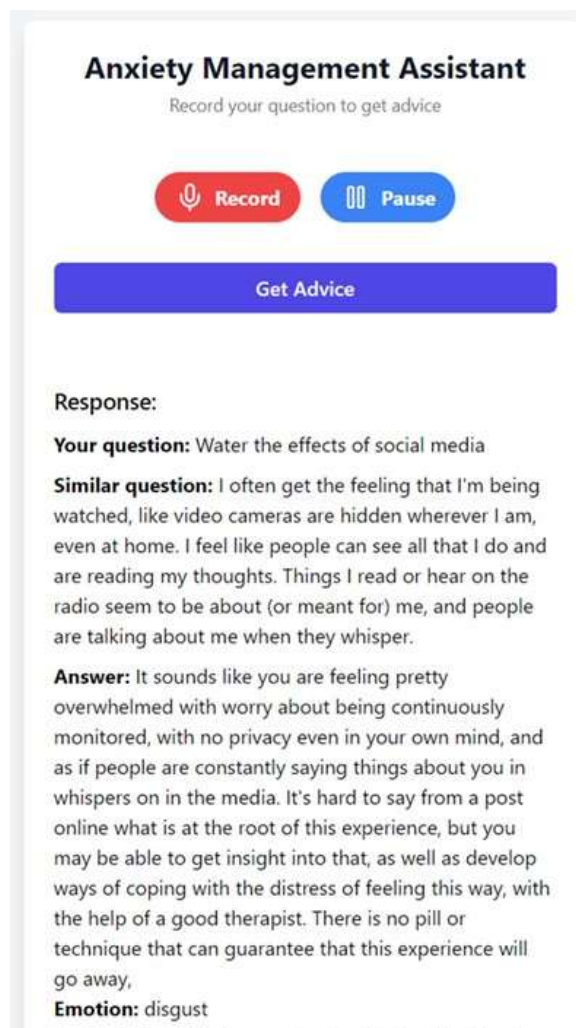 Anxiety Management Assistant
Record your question to get advice
Record
Pause
Get Advice
Response:
Your question: Water the effects of social media
Similar question: I often get the feeling that I'm being
watched, like video cameras are hidden wherever I am,
even at home. I feel like people can see all that I do and
are reading my thoughts. Things I read or hear on the
radio seem to be about (or meant for) me, and people
are talking about me when they whisper.
Answer: It sounds like you are feeling pretty
overwhelmed with worry about being continuously
monitored, with no privacy even in your own mind, and
as if people are constantly saying things about you in
whispers on in the media. It's hard to say from a post
online what is at the root of this experience, but you
may be able to get insight into that, as well as develop
ways of coping with the distress of feeling this way, with
the help of a good therapist. There is no pill or
technique that can guarantee that this experience will
go away,
Emotion: disgust